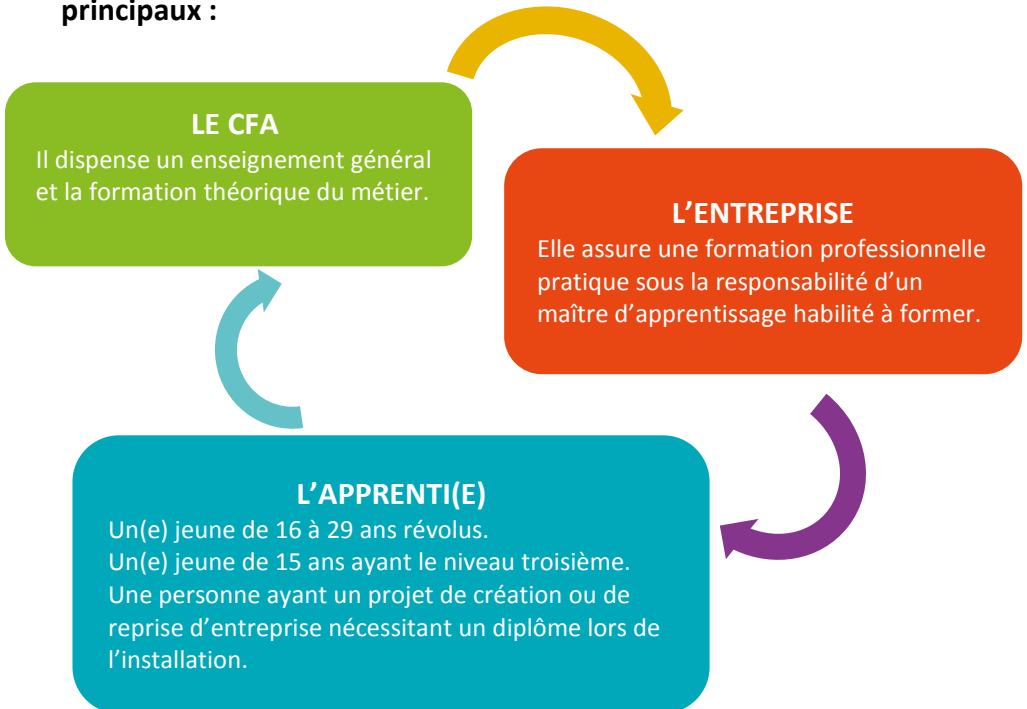 principaux :
LE CFA
Il dispense un enseignement général
et la formation théorique du métier.
L’ENTREPRISE
Elle assure une formation professionnelle
pratique sous la responsabilité d’un
maître d’apprentissage habilité à former.
L’APPRENTI(E)
Un(e) jeune de 16 à 29 ans révolus.
Un(e) jeune de 15 ans ayant le niveau troisième.
Une personne ayant un projet de création ou de
reprise d’entreprise nécessitant un diplôme lors de
l’installation.